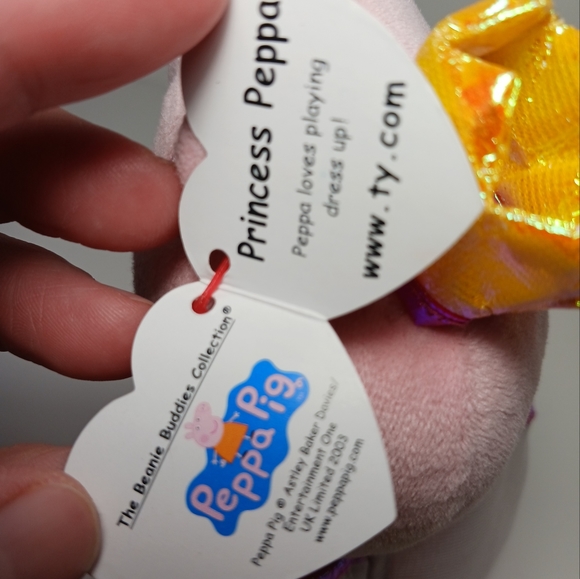 Princess Peppa
Peppa loves playing
dress up!
www.ty.com
The Beanie Buddies Collection®
Peppa Pig
Peppa Pig © Astley Baker Davies/
Entertainment One
UK Limited 2003
www.peppapig.com